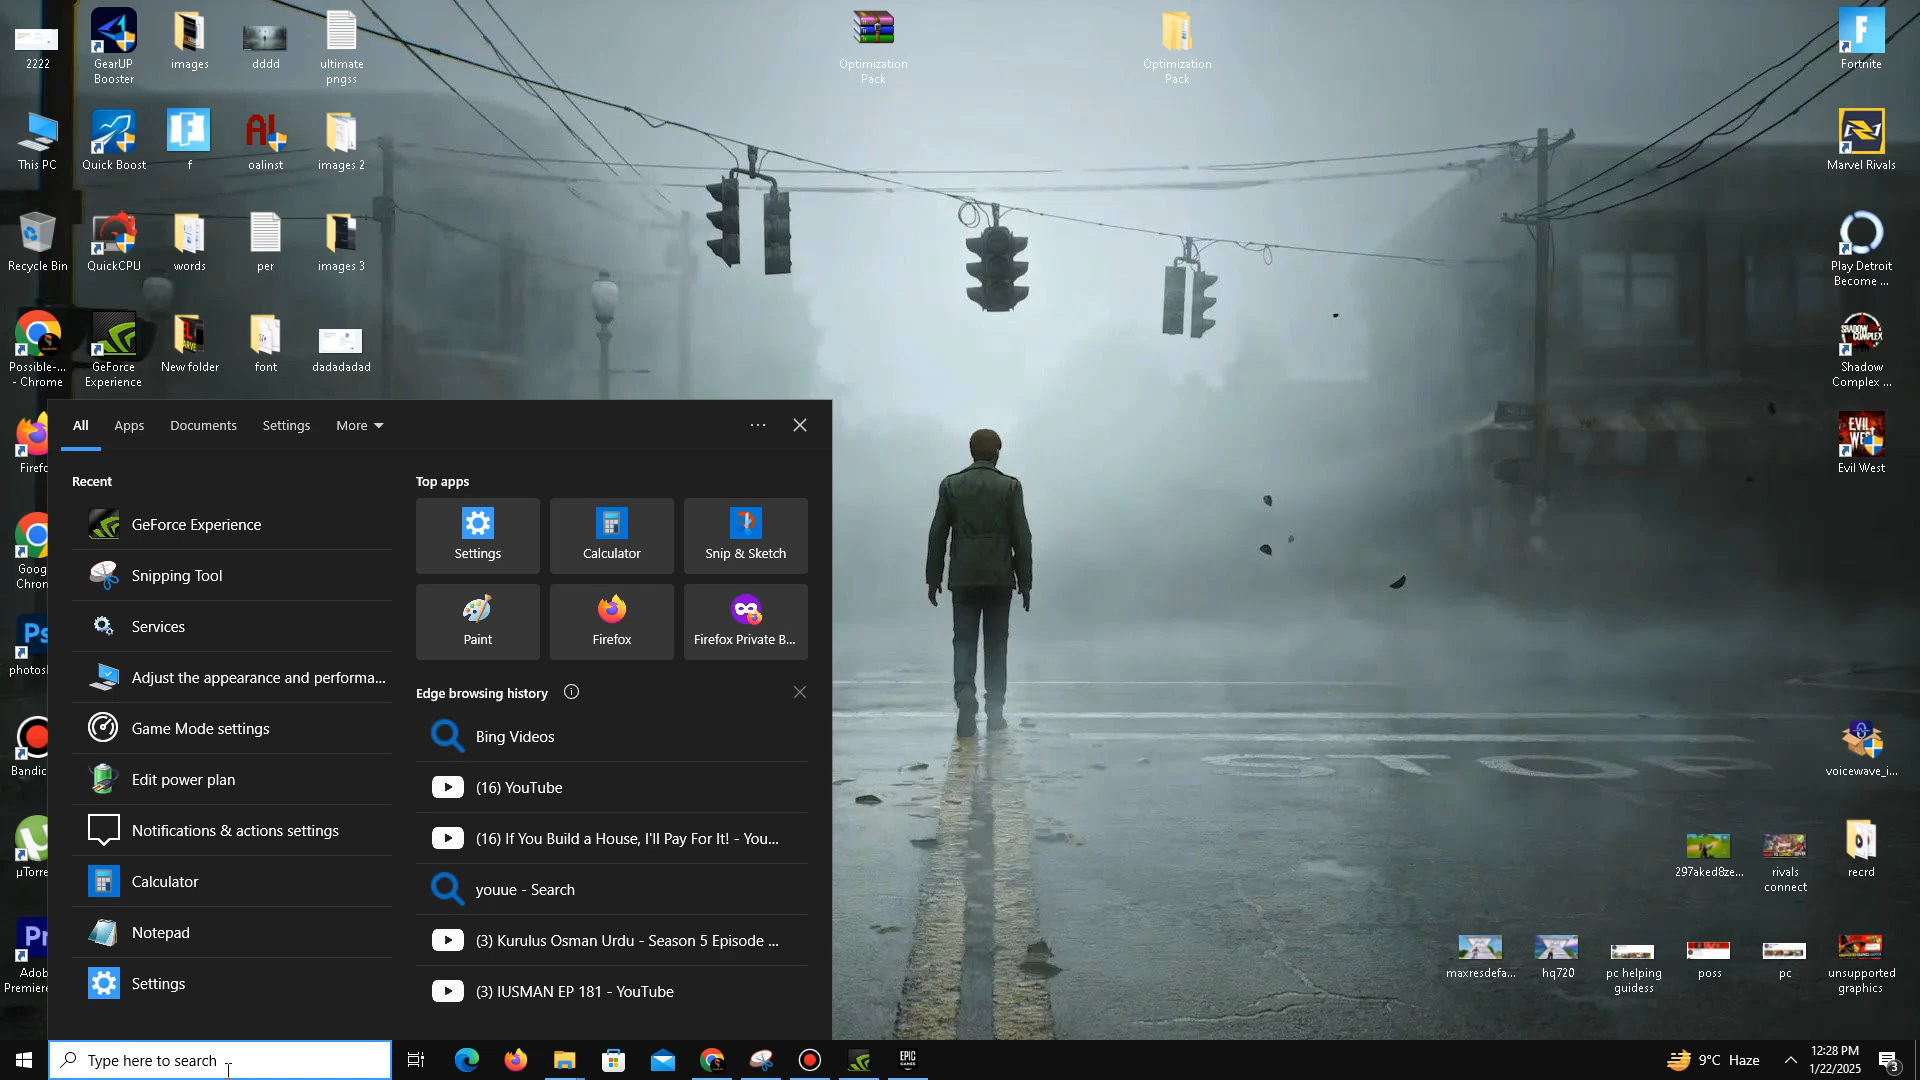 2222
GearUP
Booster
images
dddd
ultimate
pngss
Optimization
Pack
Optimization
Pack
Fortnite
This PC
Quick Boost
f
oalinst
images 2
Marvel Rivals
Recycle Bin
QuickCPU
words
per
images 3
Play Detroit
Become ...
Possible-...
- Chrome
GeForce
Experience
New folder
font
dadadadad
Shadow
Complex ...
Firefo
Evil West
Goog
Chron
photosl
Bandic
µTorre
Adob
Premiere
All
Apps
Documents
Settings
More
Recent
GeForce Experience
Snipping Tool
Services
Adjust the appearance and performa...
Game Mode settings
Edit power plan
Notifications & actions settings
Calculator
Notepad
Settings
Top apps
Settings
Calculator
Snip & Sketch
Paint
Firefox
Firefox Private B...
Edge browsing history
Bing Videos
(16) YouTube
(16) If You Build a House, I'll Pay For It! - You...
youue - Search
(3) Kurulus Osman Urdu - Season 5 Episode ...
(3) IUSMAN EP 181 - YouTube
STOP
voicewave_i...
297aked8ze...
rivals
connect
recrd
maxresdefa...
hq720
pc helping
guidess
poss
pc
unsupported
graphics
Type here to search
EPIC
GAMES
9°C Haze
12:28 PM
1/22/2025
3